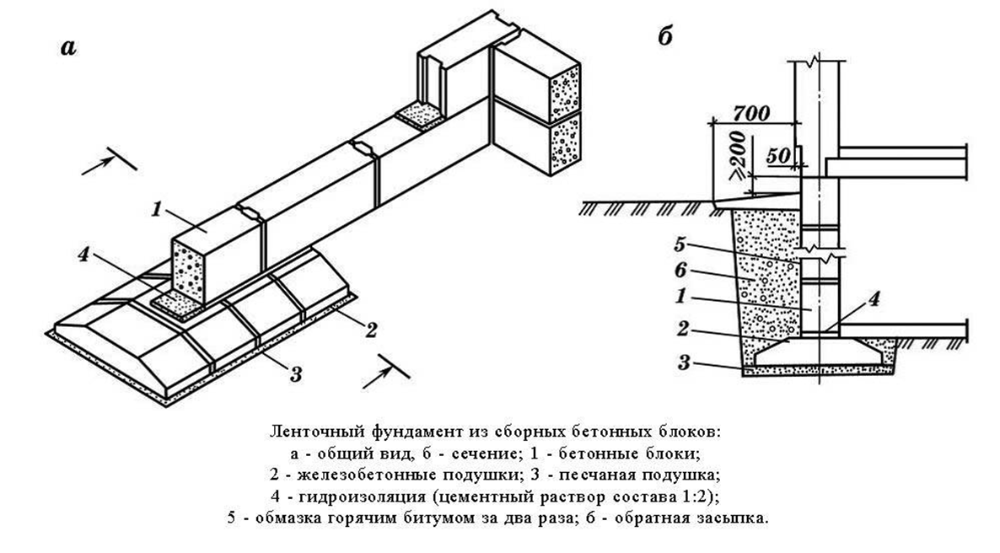 а
б
700
50
≥200
1
4
2
3
5
6
1
2
3
4
Ленточный фундамент из сборных бетонных блоков:
а - общий вид, б - сечение; 1 - бетонные блоки;
2 - железобетонные подушки; 3 - песчаная подушка;
4 - гидроизоляция (цементный раствор состава 1:2);
5 - обмазка горячим битумом за два раза; 6 - обратная засыпка.